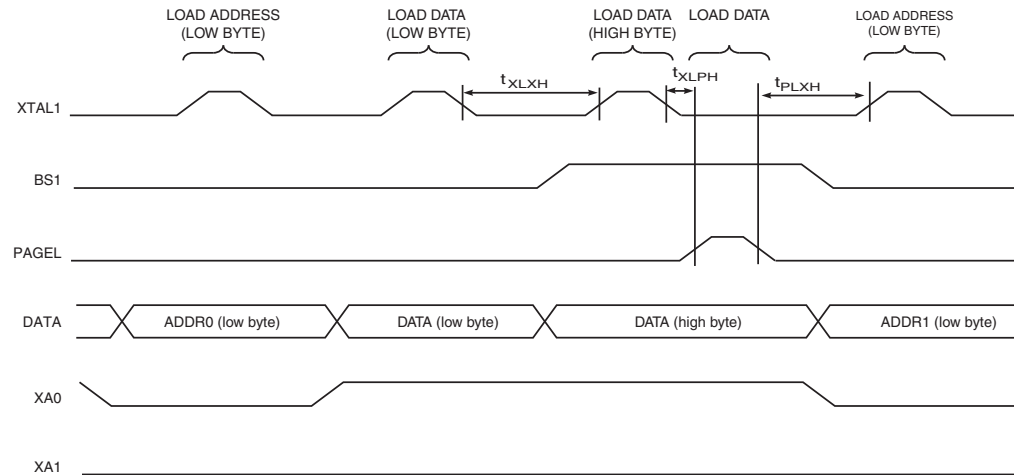 LOAD ADDRESS
(LOW BYTE)
LOAD DATA
(LOW BYTE)
LOAD DATA
(HIGH BYTE)
LOAD DATA
LOAD ADDRESS
(LOW BYTE)
tXLXH
tXLPH
tPLXH
XTAL1
BS1
PAGEL
DATA
ADDR0 (low byte)
DATA (low byte)
DATA (high byte)
ADDR1 (low byte)
XA0
XA1